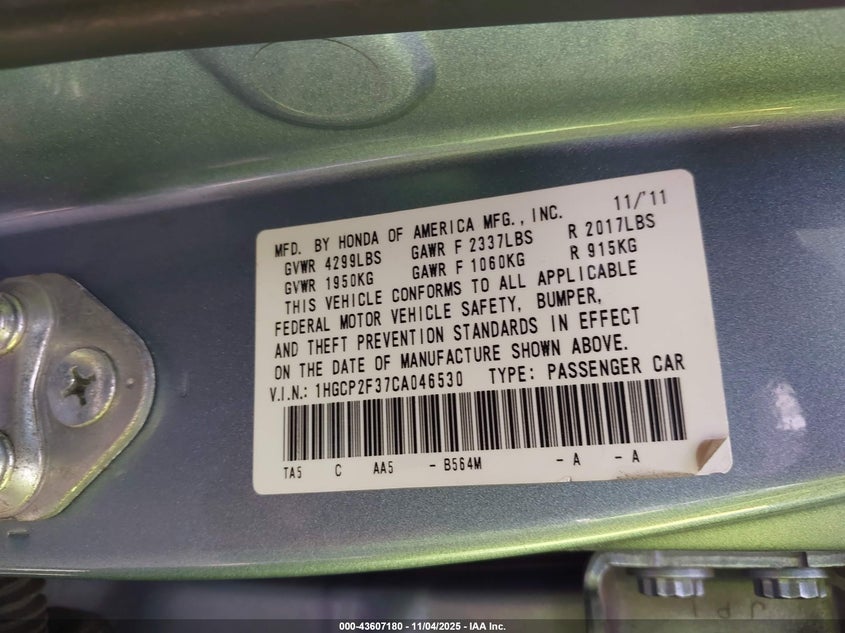 MFD. BY HONDA OF AMERICA MFG., INC. 11/'11
GVWR 4299LBS GAWR F 2337LBS R 2017LBS
GVWR 1950KG GAWR F 1060KG R 915KG
THIS VEHICLE CONFORMS TO ALL APPLICABLE
FEDERAL MOTOR VEHICLE SAFETY, BUMPER,
AND THEFT PREVENTION STANDARDS IN EFFECT
ON THE DATE OF MANUFACTURE SHOWN ABOVE.
V.I.N.: 1HGCP2F37CA046530 TYPE: PASSENGER CAR
TA5 C AA5 - B564M - A - A
000-43607180 - 11/04/2025 - IAA Inc.